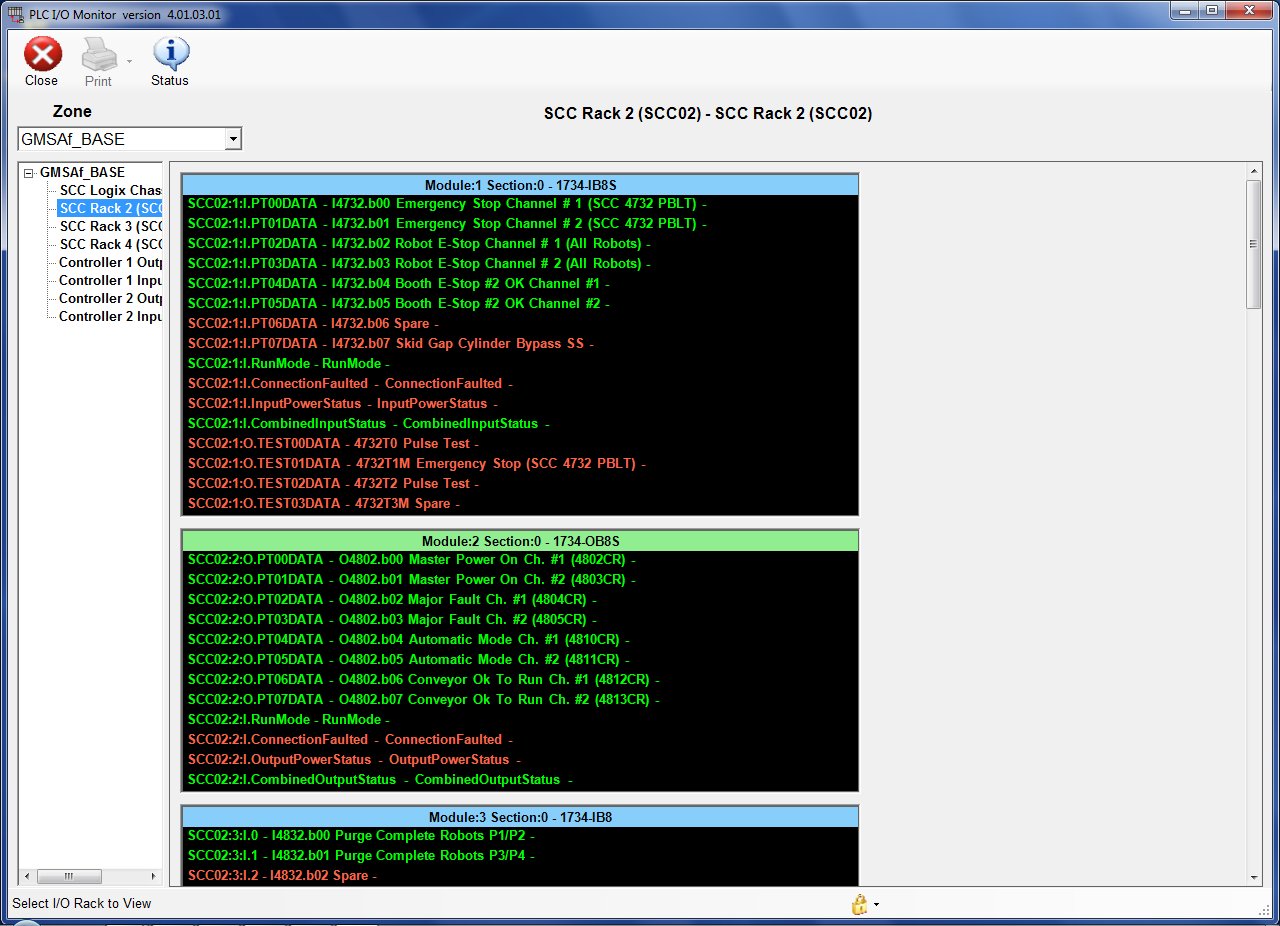 PLC I/O Monitor version 4.01.03.01
Close
Print
Status
Zone
SCC Rack 2 (SCC02) - SCC Rack 2 (SCC02)
GMSAf_BASE
GMSAf_BASE
SCC Logix Chas
SCC Rack 2 (SCC
SCC Rack 3 (SCC
SCC Rack 4 (SCC
Controller 1 Outp
Controller 1 Inpu
Controller 2 Outp
Controller 2 Inpu
Module:1 Section:0 - 1734-IB8S
SCC02:1:I.PT00DATA - I4732.b00 Emergency Stop Channel # 1 (SCC 4732 PBLT) -
SCC02:1:I.PT01DATA - I4732.b01 Emergency Stop Channel # 2 (SCC 4732 PBLT) -
SCC02:1:I.PT02DATA - I4732.b02 Robot E-Stop Channel # 1 (All Robots) -
SCC02:1:I.PT03DATA - I4732.b03 Robot E-Stop Channel # 2 (All Robots) -
SCC02:1:I.PT04DATA - I4732.b04 Booth E-Stop #2 OK Channel #1 -
SCC02:1:I.PT05DATA - I4732.b05 Booth E-Stop #2 OK Channel #2 -
SCC02:1:I.PT06DATA - I4732.b06 Spare -
SCC02:1:I.PT07DATA - I4732.b07 Skid Gap Cylinder Bypass SS -
SCC02:1:I.RunMode - RunMode -
SCC02:1:I.ConnectionFaulted - ConnectionFaulted -
SCC02:1:I.InputPowerStatus - InputPowerStatus -
SCC02:1:I.CombinedInputStatus - CombinedInputStatus -
SCC02:1:O.TEST00DATA - 4732T0 Pulse Test -
SCC02:1:O.TEST01DATA - 4732T1M Emergency Stop (SCC 4732 PBLT) -
SCC02:1:O.TEST02DATA - 4732T2 Pulse Test -
SCC02:1:O.TEST03DATA - 4732T3M Spare -
Module:2 Section:0 - 1734-OB8S
SCC02:2:O.PT00DATA - O4802.b00 Master Power On Ch. #1 (4802CR) -
SCC02:2:O.PT01DATA - O4802.b01 Master Power On Ch. #2 (4803CR) -
SCC02:2:O.PT02DATA - O4802.b02 Major Fault Ch. #1 (4804CR) -
SCC02:2:O.PT03DATA - O4802.b03 Major Fault Ch. #2 (4805CR) -
SCC02:2:O.PT04DATA - O4802.b04 Automatic Mode Ch. #1 (4810CR) -
SCC02:2:O.PT05DATA - O4802.b05 Automatic Mode Ch. #2 (4811CR) -
SCC02:2:O.PT06DATA - O4802.b06 Conveyor Ok To Run Ch. #1 (4812CR) -
SCC02:2:O.PT07DATA - O4802.b07 Conveyor Ok To Run Ch. #2 (4813CR) -
SCC02:2:I.RunMode - RunMode -
SCC02:2:I.ConnectionFaulted - ConnectionFaulted -
SCC02:2:I.OutputPowerStatus - OutputPowerStatus -
SCC02:2:I.CombinedOutputStatus - CombinedOutputStatus -
Module:3 Section:0 - 1734-IB8
SCC02:3:I.0 - I4832.b00 Purge Complete Robots P1/P2 -
SCC02:3:I.1 - I4832.b01 Purge Complete Robots P3/P4 -
SCC02:3:I.2 - I4832.b02 Spare -
Select I/O Rack to View